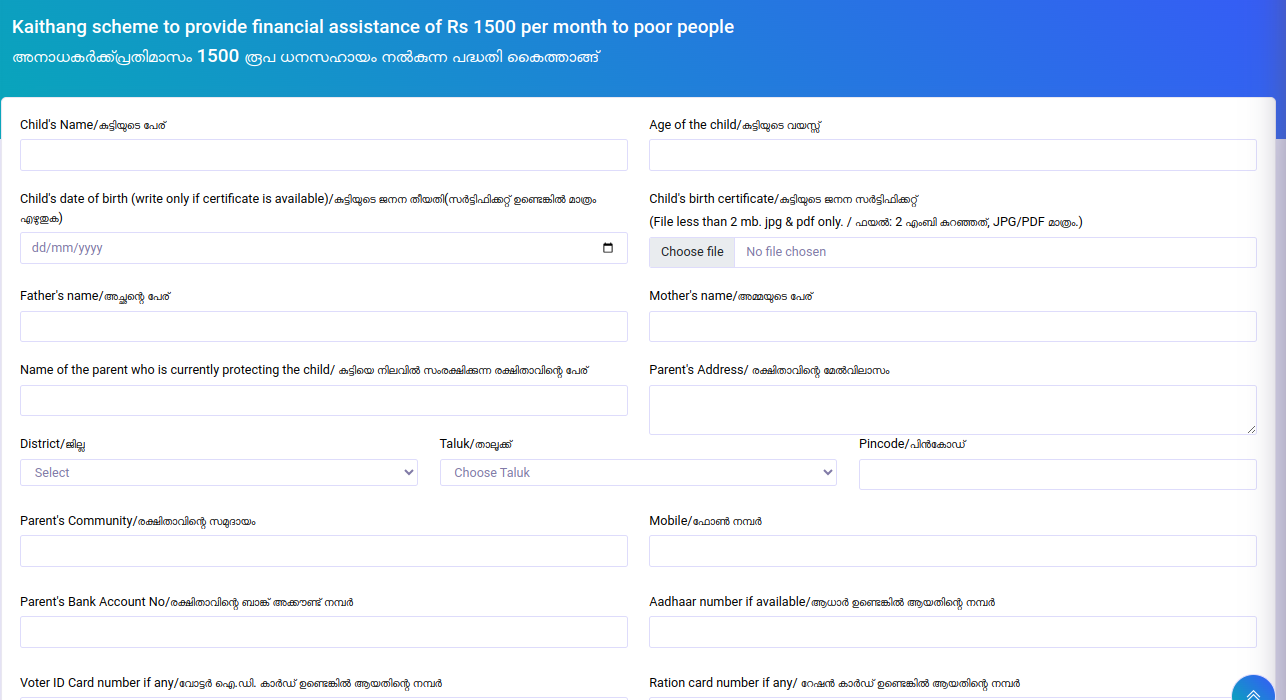 Kaithang scheme to provide financial assistance of Rs 1500 per month to poor people
അനാഥകർക്ക്പ്രതിമാസം 1500 രൂപ ധനസഹായം നൽകുന്ന പദ്ധതി കൈത്താങ്ങ്
Child's Name/കുട്ടിയുടെ പേര്
Age of the child/കുട്ടിയുടെ വയസ്സ്
Child's date of birth (write only if certificate is available)/കുട്ടിയുടെ ജനന തീയതി(സർട്ടിഫിക്കറ്റ് ഉണ്ടെങ്കിൽ മാത്രം
എഴുതുക)
dd/mm/yyyy
Child's birth certificate/കുട്ടിയുടെ ജനന സർട്ടിഫിക്കറ്റ്
(File less than 2 mb. jpg & pdf only. / ഫയൽ: 2 എംബി കുറഞ്ഞത്, JPG/PDF മാത്രം.)
Choose file No file chosen
Father's name/അച്ഛന്റെ പേര്
Mother's name/അമ്മയുടെ പേര്
Name of the parent who is currently protecting the child/ കുട്ടിയെ നിലവിൽ സംരക്ഷിക്കുന്ന രക്ഷിതാവിന്റെ പേര്
Parent's Address/ രക്ഷിതാവിന്റെ മേൽവിലാസം
District/ജില്ല
Select
Taluk/താലൂക്ക്
Choose Taluk
Pincode/പിൻകോഡ്
Parent's Community/രക്ഷിതാവിന്റെ സമുദായം
Mobile/ഫോൺ നമ്പർ
Parent's Bank Account No/രക്ഷിതാവിന്റെ ബാങ്ക് അക്കൗണ്ട് നമ്പർ
Aadhaar number if available/ആധാർ ഉണ്ടെങ്കിൽ ആയതിന്റെ നമ്പർ
Voter ID Card number if any/വോട്ടർ ഐ.ഡി. കാർഡ് ഉണ്ടെങ്കിൽ ആയതിന്റെ നമ്പർ
Ration card number if any/ റേഷൻ കാർഡ് ഉണ്ടെങ്കിൽ ആയതിന്റെ നമ്പർ